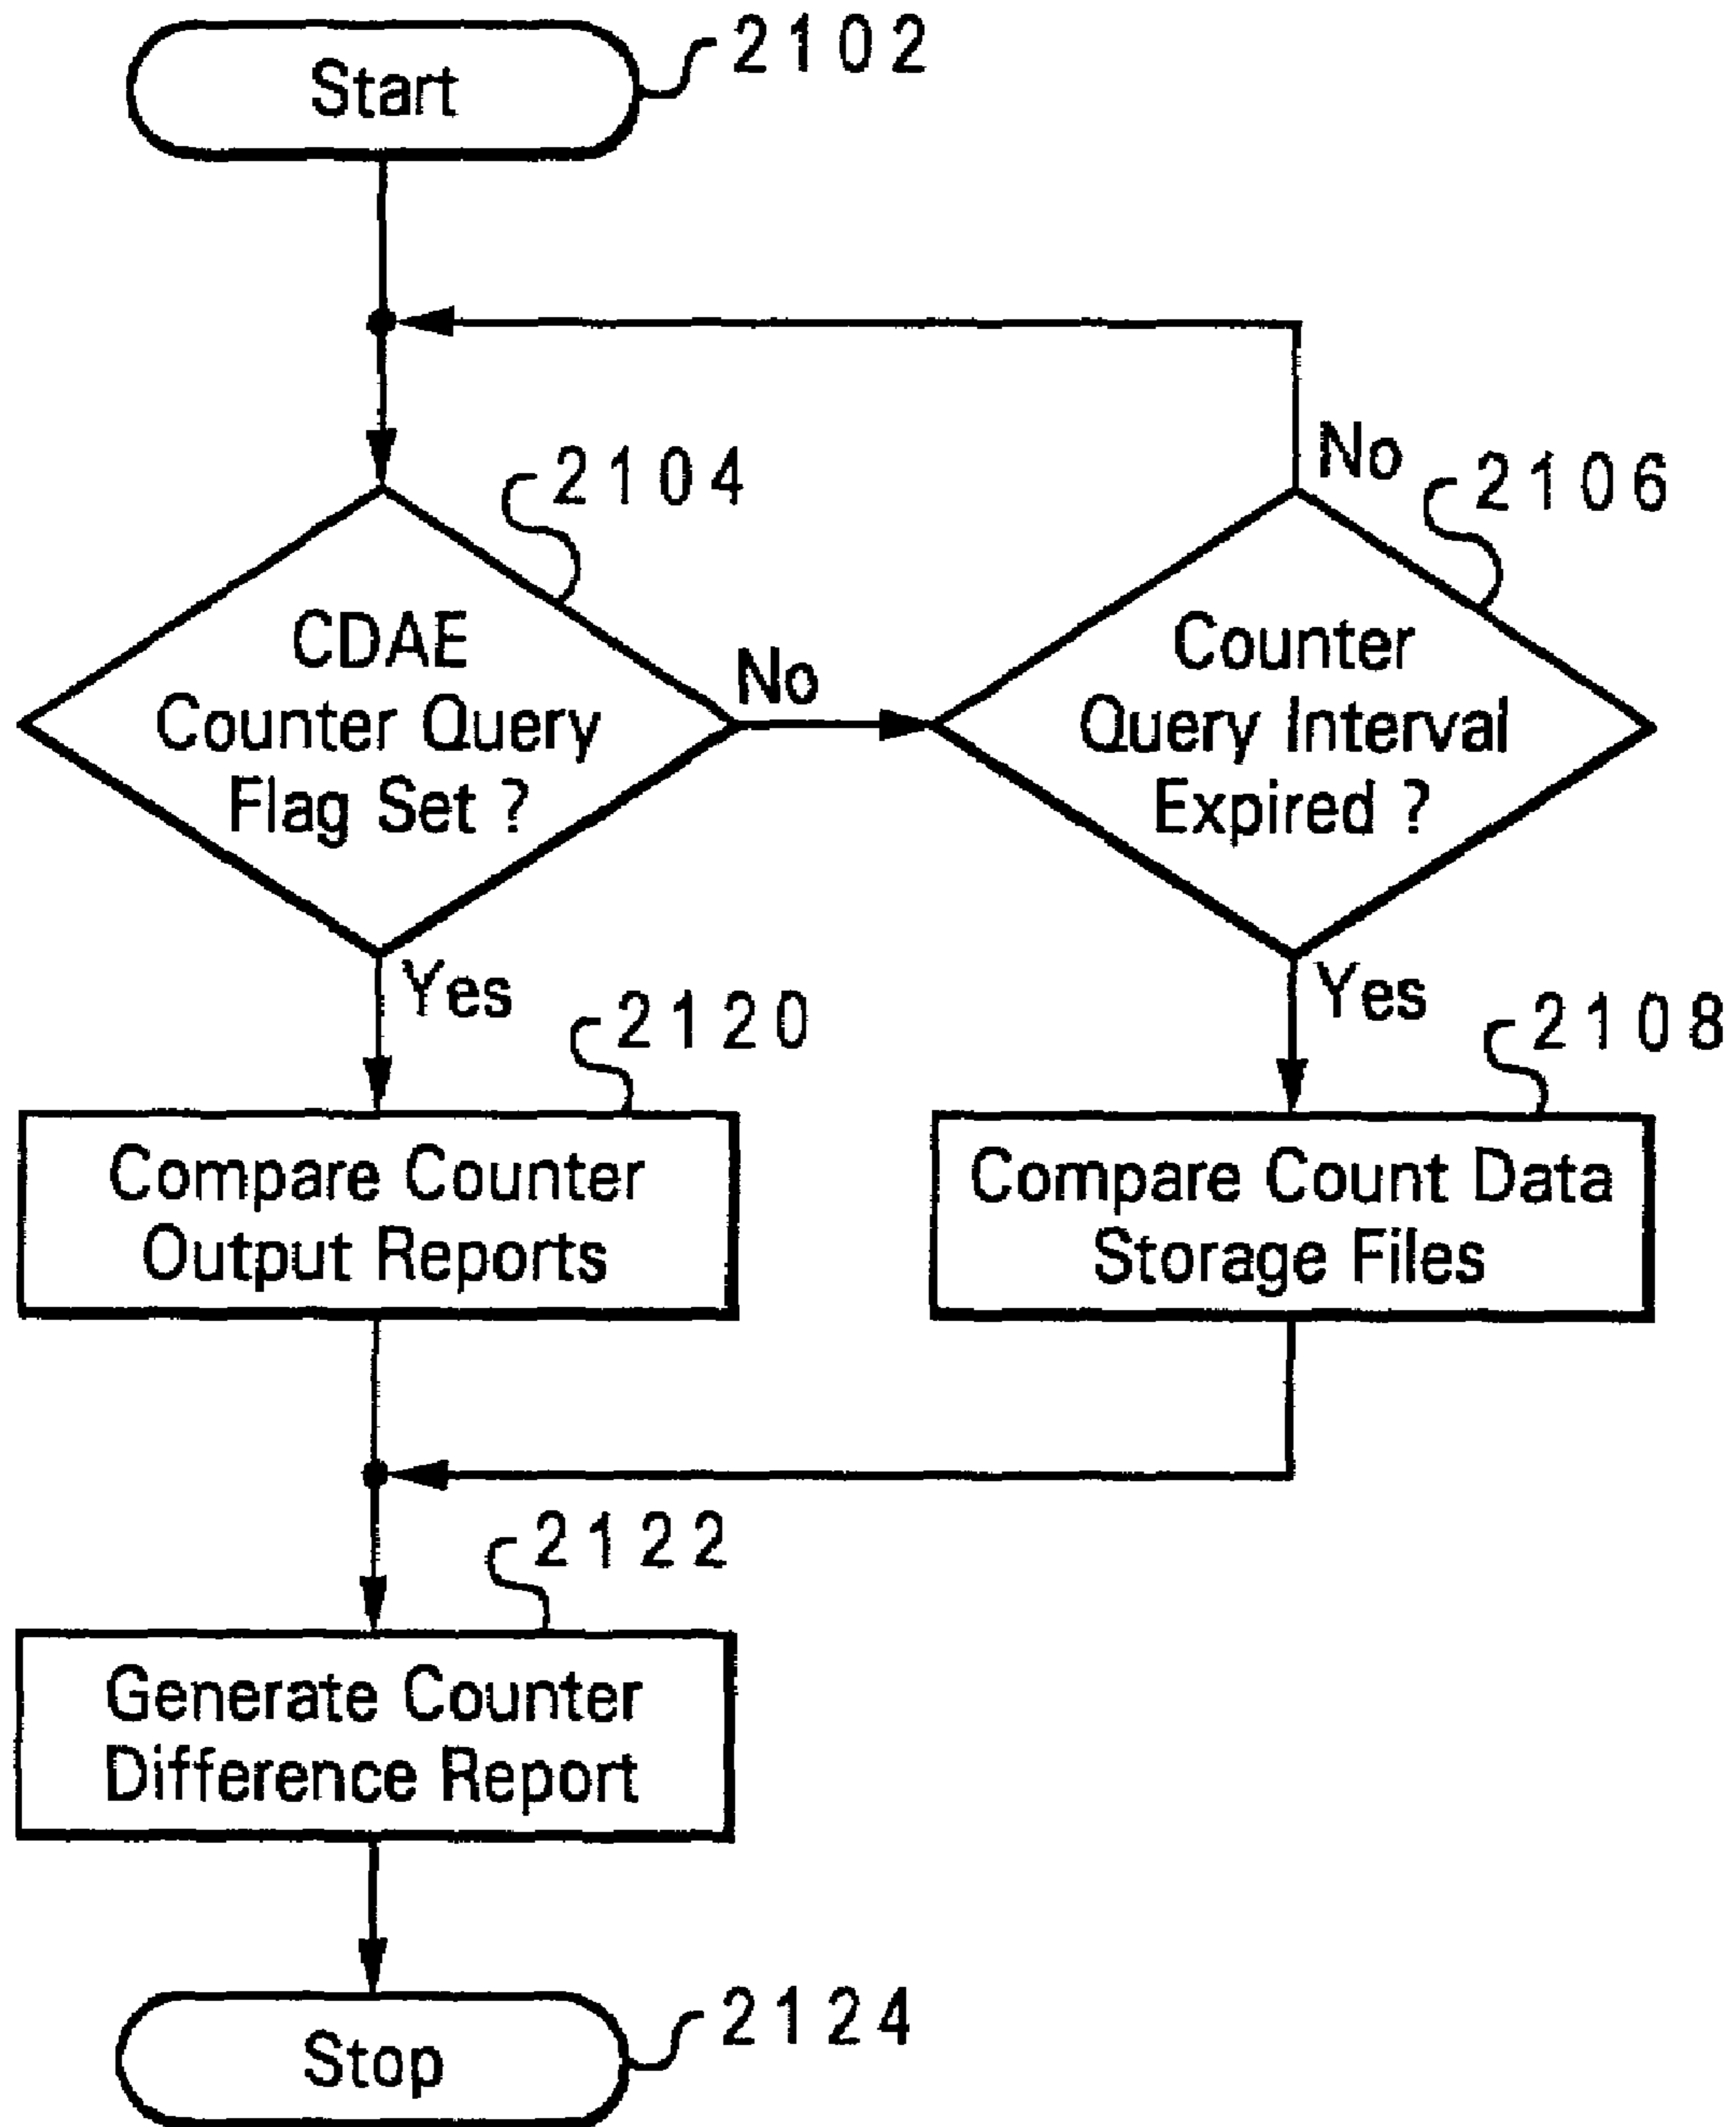 Start
2102
2104
No
2106
CDAE
Counter Query
Flag Set ?
No
Counter
Query Interval
Expired ?
Yes
2120
Yes
2108
Compare Counter
Output Reports
Compare Count Data
Storage Files
2122
Generate Counter
Difference Report
Stop
2124